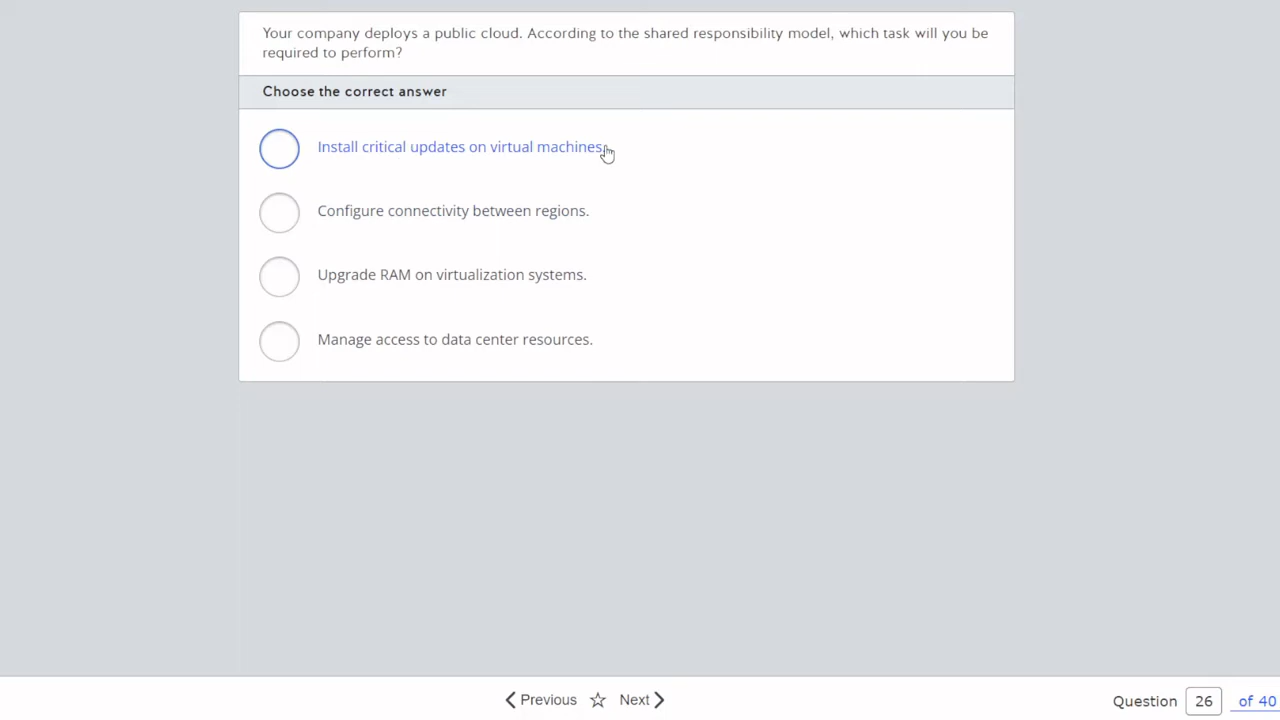 Your company deploys a public cloud. According to the shared responsibility model, which task will you be
required to perform?
Choose the correct answer
Install critical updates on virtual machines.
Configure connectivity between regions.
Upgrade RAM on virtualization systems.
Manage access to data center resources.
Previous Next Question 26 of 40